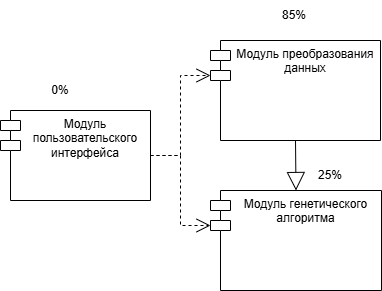 85%
Модуль преобразования
данных
0%
Модуль
пользовательского
интерфейса
25%
Модуль генетического
алгоритма